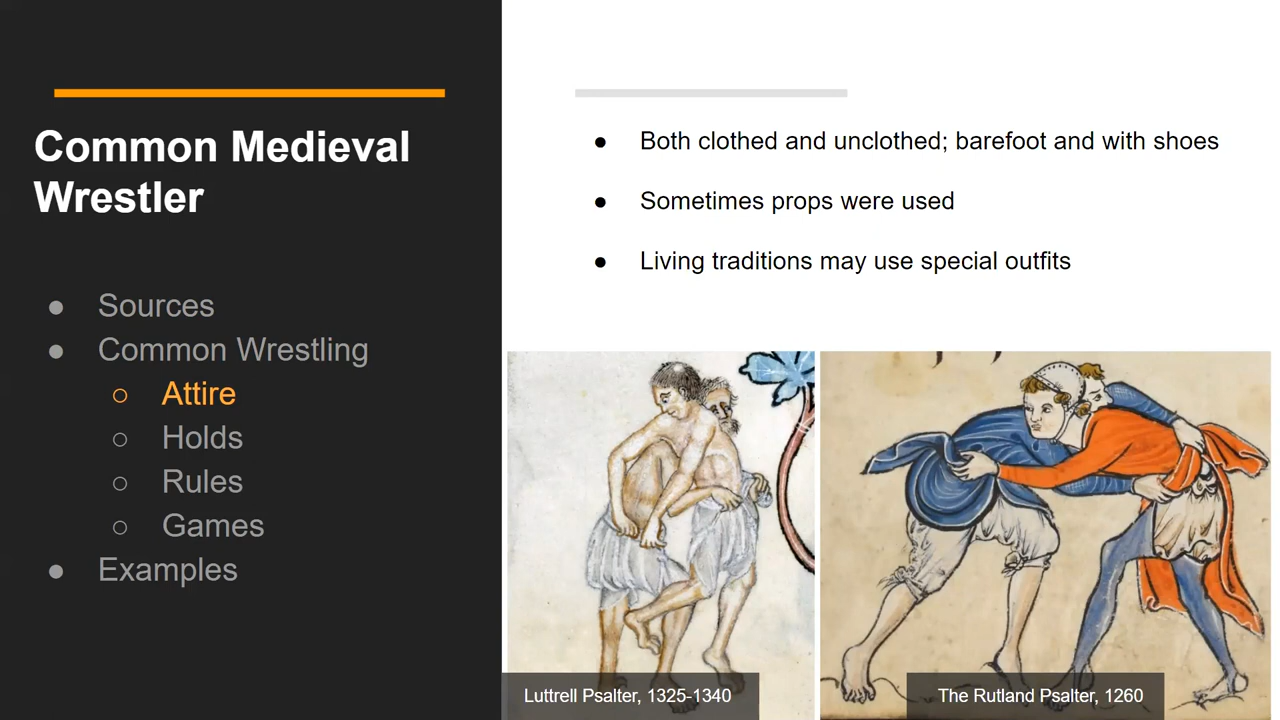 Common Medieval
Wrestler
● Sources
● Common Wrestling
○ Attire
○ Holds
○ Rules
○ Games
● Examples
● Both clothed and unclothed; barefoot and with shoes
● Sometimes props were used
● Living traditions may use special outfits
Luttrell Psalter, 1325-1340
The Rutland Psalter, 1260